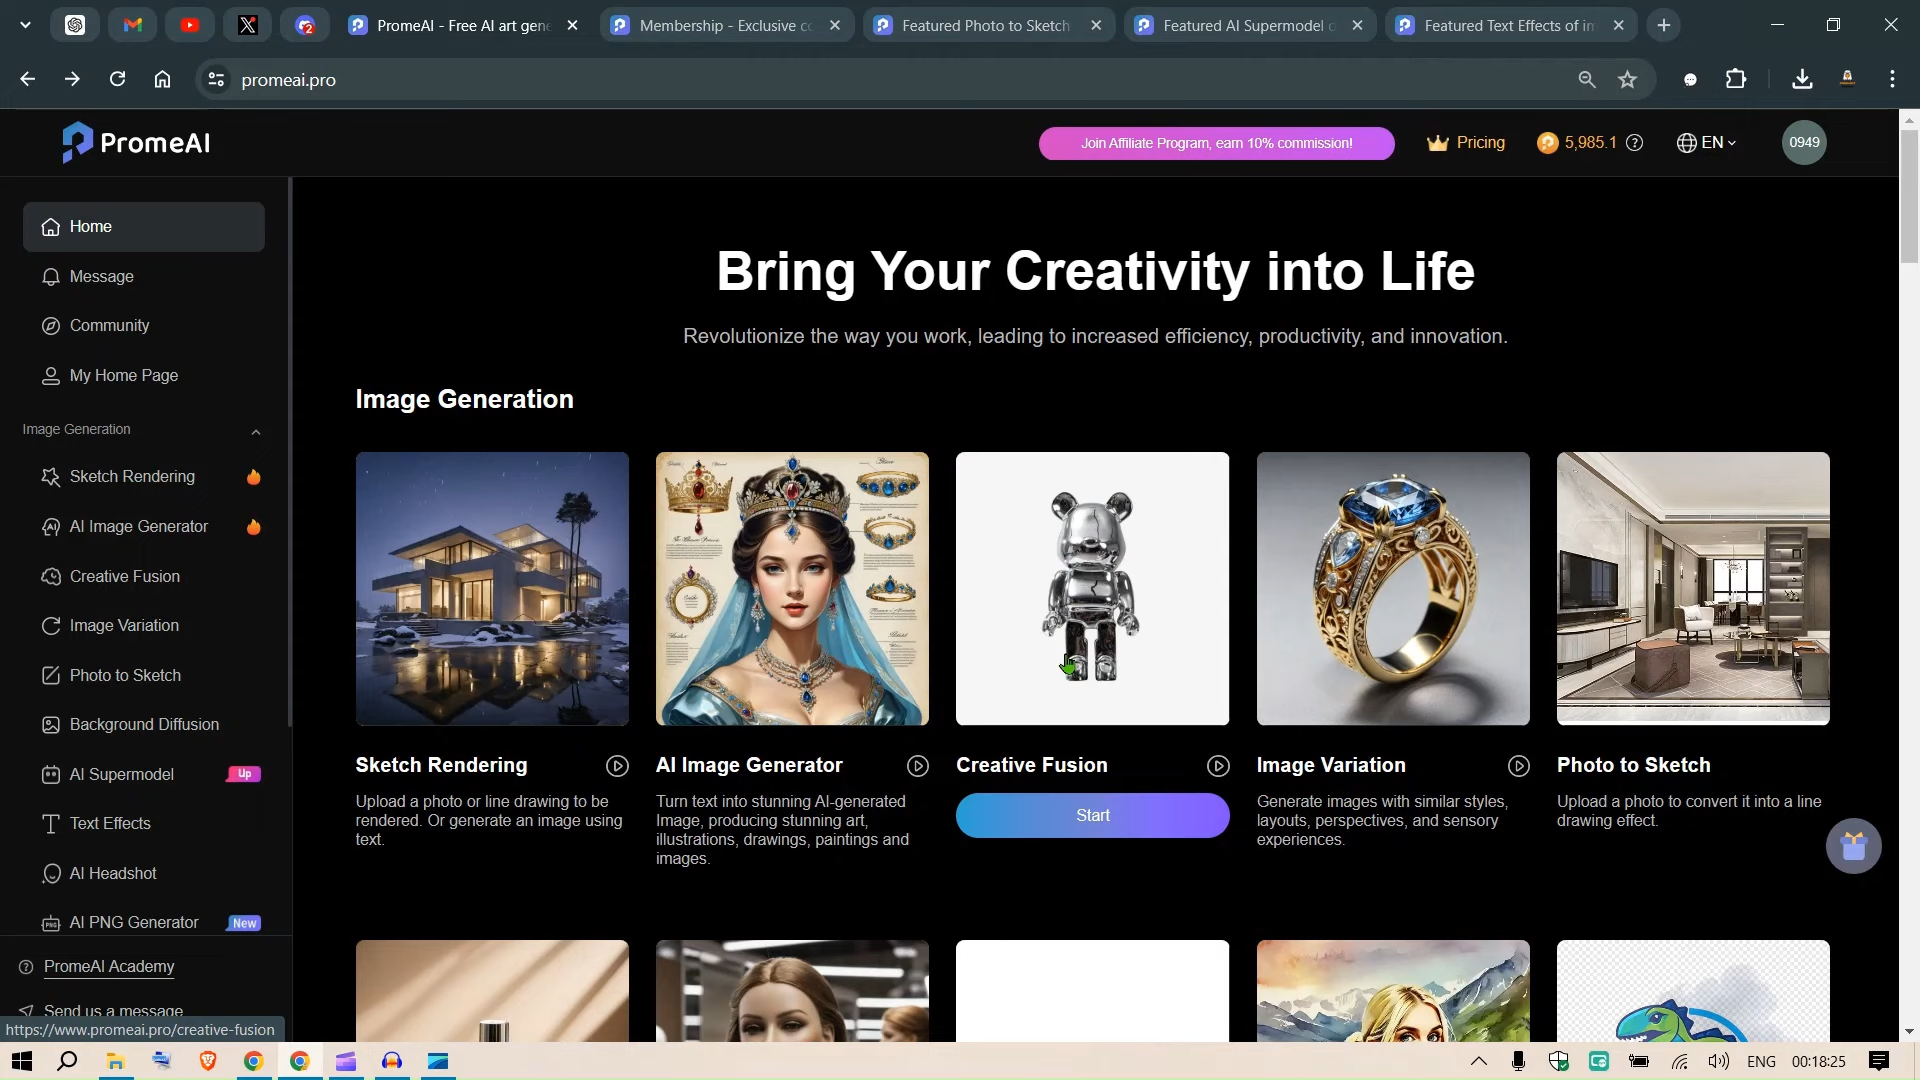 PromeAI - Free AI art gene
Membership - Exclusive co
Featured Photo to Sketch
Featured AI Supermodel o
Featured Text Effects of im
promeai.pro
PromeAI
Join Affiliate Program, earn 10% commission!
Pricing
5,985.1
EN
0949
Home
Message
Community
My Home Page
Image Generation
Sketch Rendering
AI Image Generator
Creative Fusion
Image Variation
Photo to Sketch
Background Diffusion
AI Supermodel
Up
Text Effects
AI Headshot
AI PNG Generator
New
PromeAI Academy
Send us a message
https://www.promeai.pro/creative-fusion
Bring Your Creativity into Life
Revolutionize the way you work, leading to increased efficiency, productivity, and innovation.
Image Generation
Sketch Rendering
Upload a photo or line drawing to be
rendered. Or generate an image using
text.
AI Image Generator
Turn text into stunning AI-generated
Image, producing stunning art,
illustrations, drawings, paintings and
images.
Creative Fusion
Start
Image Variation
Generate images with similar styles,
layouts, perspectives, and sensory
experiences.
Photo to Sketch
Upload a photo to convert it into a line
drawing effect.
ENG
00:18:25